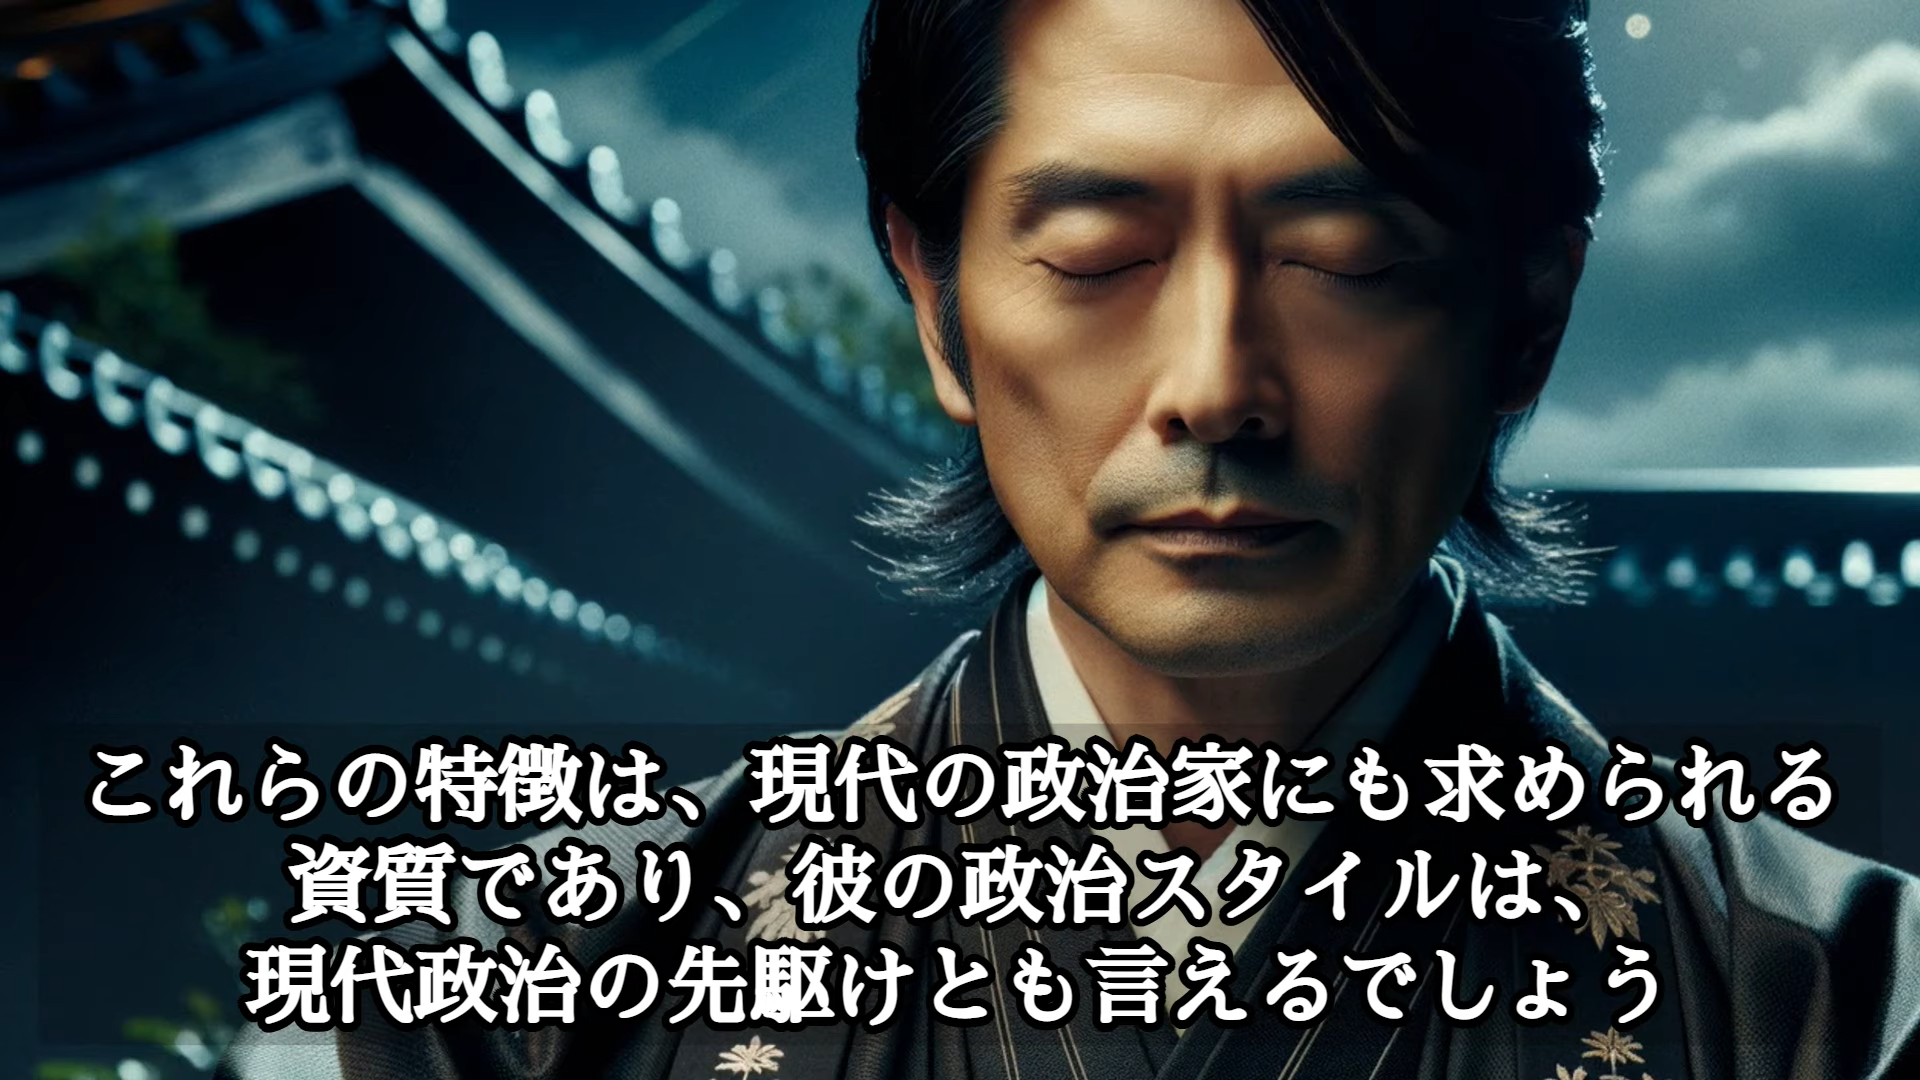 これらの特徴は、現代の政治家にも求められる
資質であり、彼の政治スタイルは、
現代政治の先駆けとも言えるでしょう